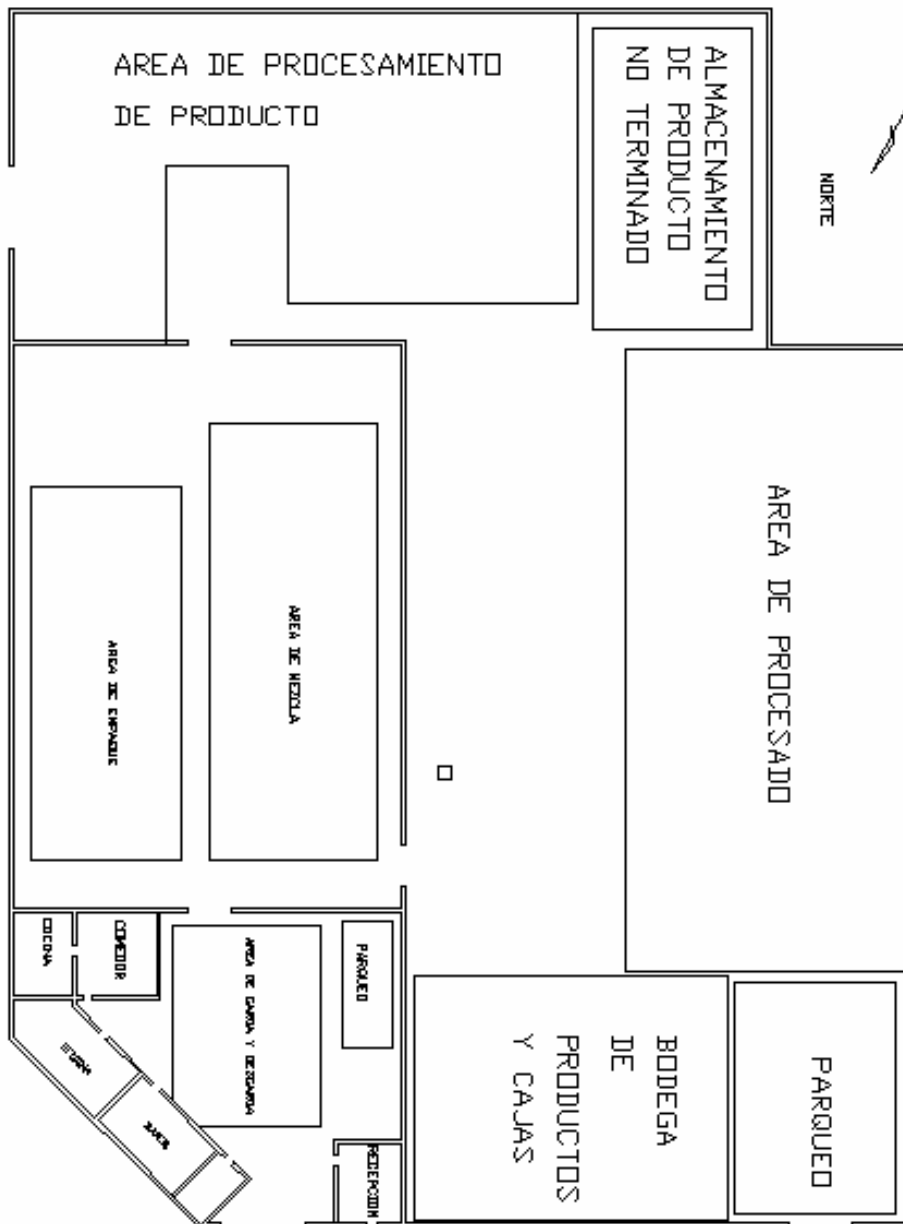 AREA DE PROCESAMIENTO
DE PRODUCTO
ALMACENAMIENTO
DE PRODUCTO
NO TERMINADO
NORTE
AREA DE PROCESADO
AREA DE MEZCLA
AREA DE EMPAQUE
COCINA
COMEDOR
AREA DE CARGA Y DESCARGA
PARQUEO
RECEPCION
BODEGA
DE
PRODUCTOS
Y CAJAS
PARQUEO